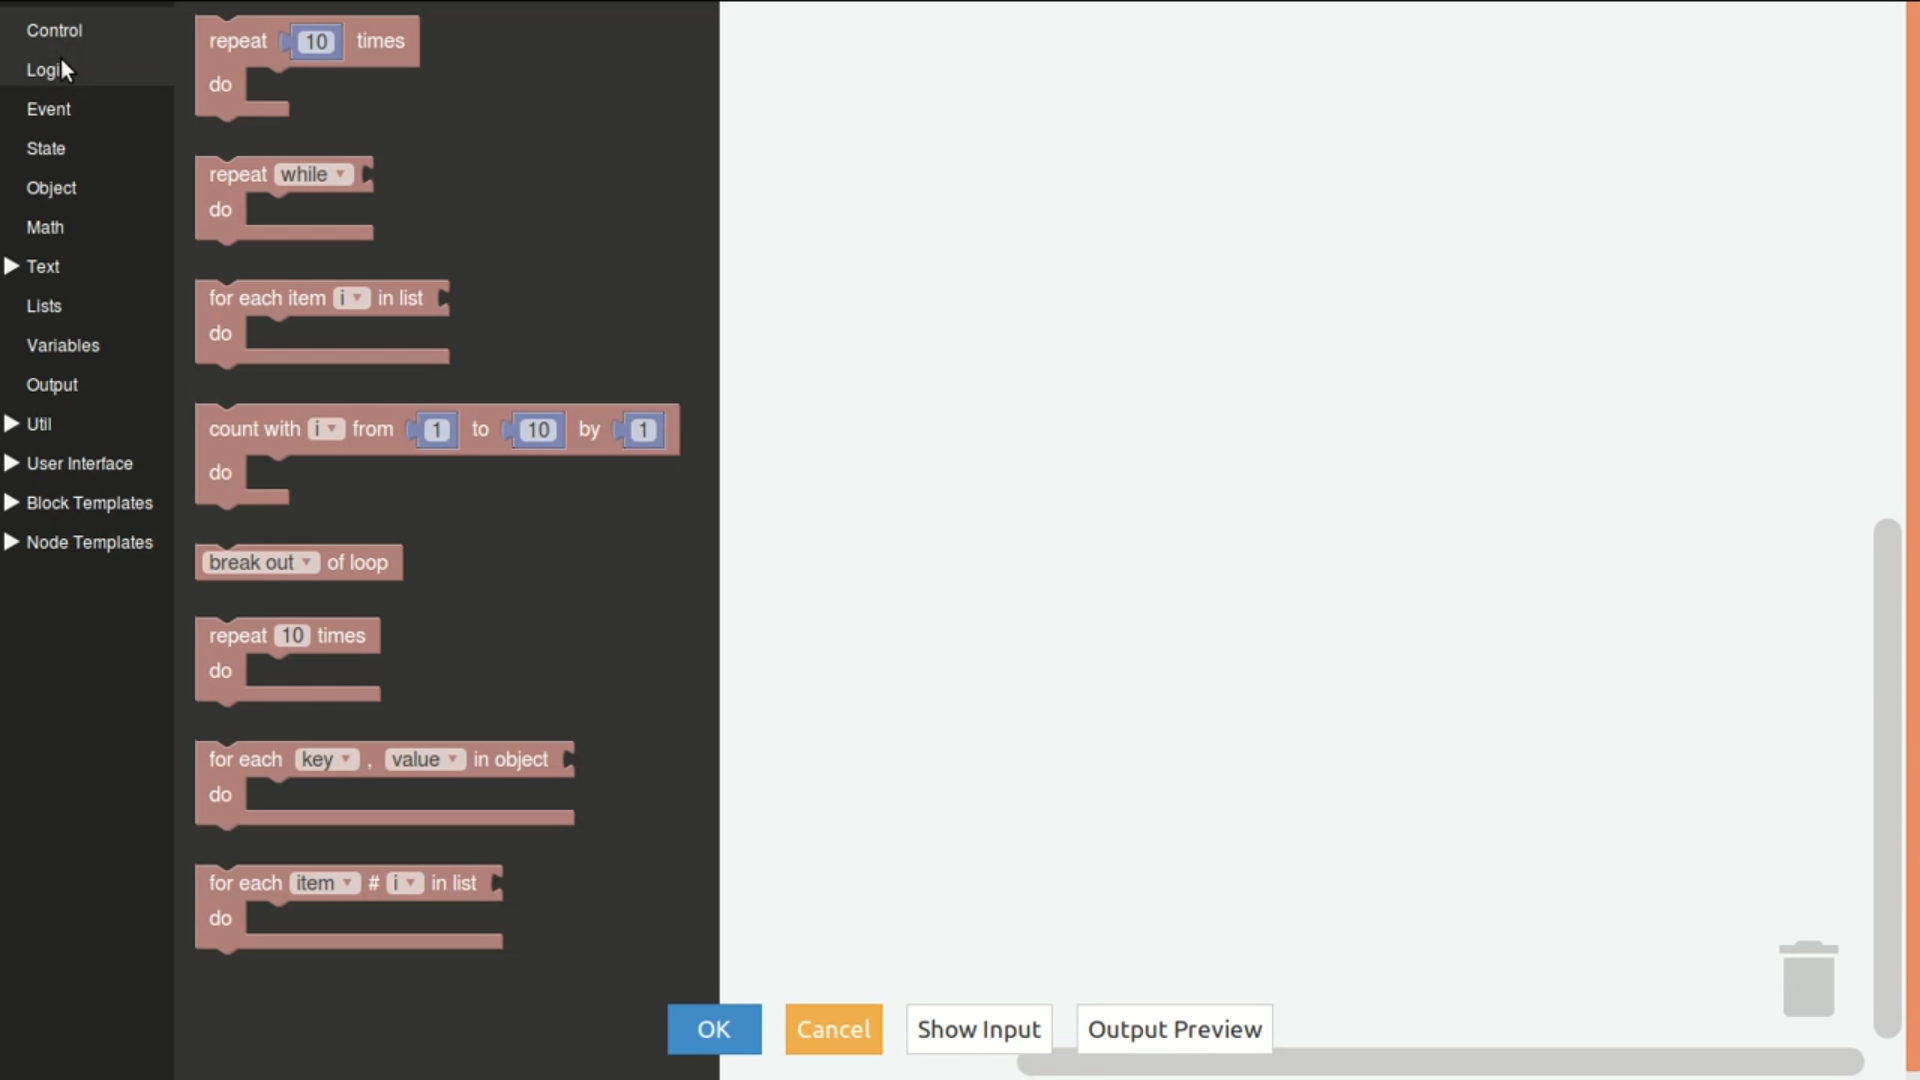 Control
Logi
Event
State
Object
Math
Text
Lists
Variables
Output
Util
User Interface
Block Templates
Node Templates
repeat 10 times
do
repeat while
do
for each item i in list
do
count with i from 1 to 10 by 1
do
break out of loop
repeat 10 times
do
for each key , value in object
do
for each item # i in list
do
OK
Cancel
Show Input
Output Preview